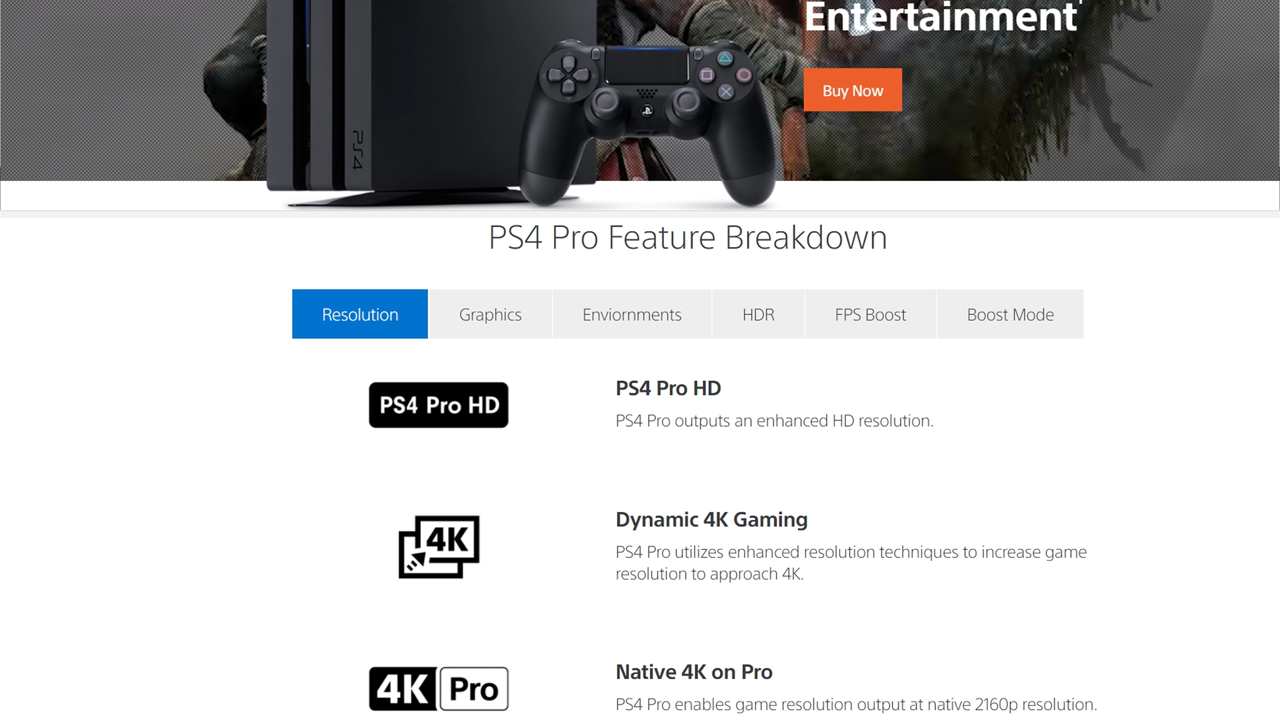 Entertainment
Buy Now
PS4
PS4 Pro Feature Breakdown
Resolution
Graphics
Enviornments
HDR
FPS Boost
Boost Mode
PS4 Pro HD
PS4 Pro HD
PS4 Pro outputs an enhanced HD resolution.
4K
Dynamic 4K Gaming
PS4 Pro utilizes enhanced resolution techniques to increase game
resolution to approach 4K.
4K Pro
Native 4K on Pro
PS4 Pro enables game resolution output at native 2160p resolution.